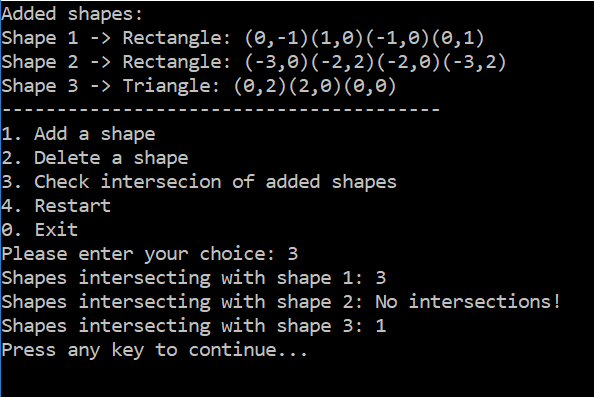 Added shapes:
Shape 1 -> Rectangle: (0,-1)(1,0)(-1,0)(0,1)
Shape 2 -> Rectangle: (-3,0)(-2,2)(-2,0)(-3,2)
Shape 3 -> Triangle: (0,2)(2,0)(0,0)
----------------------------------------
1. Add a shape
2. Delete a shape
3. Check intersecion of added shapes
4. Restart
0. Exit
Please enter your choice: 3
Shapes intersecting with shape 1: 3
Shapes intersecting with shape 2: No intersections!
Shapes intersecting with shape 3: 1
Press any key to continue...